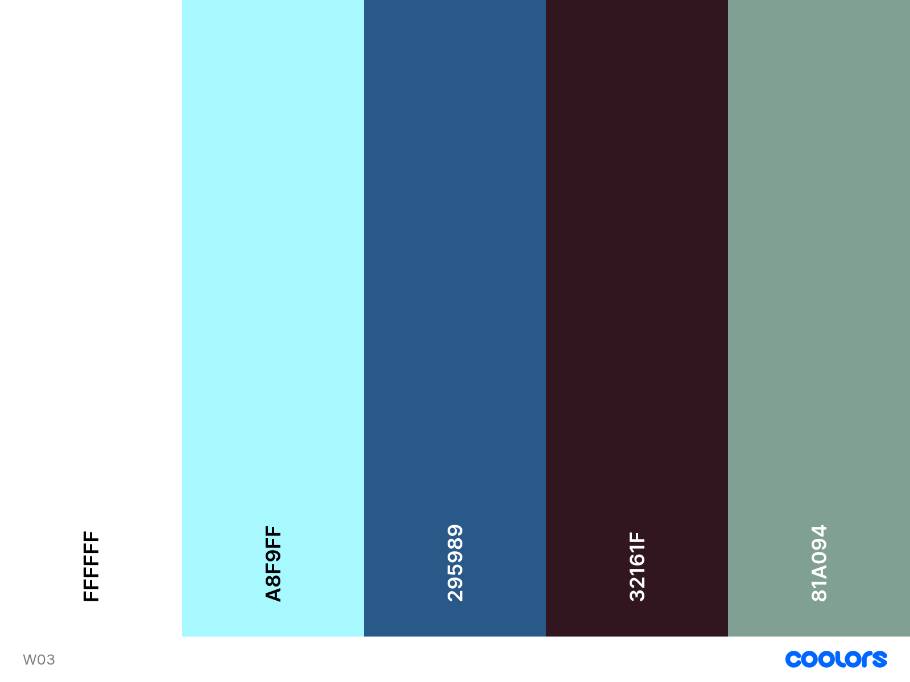 FFFFFF
A8F9FF
295989
32161F
81A094
W03
coolors